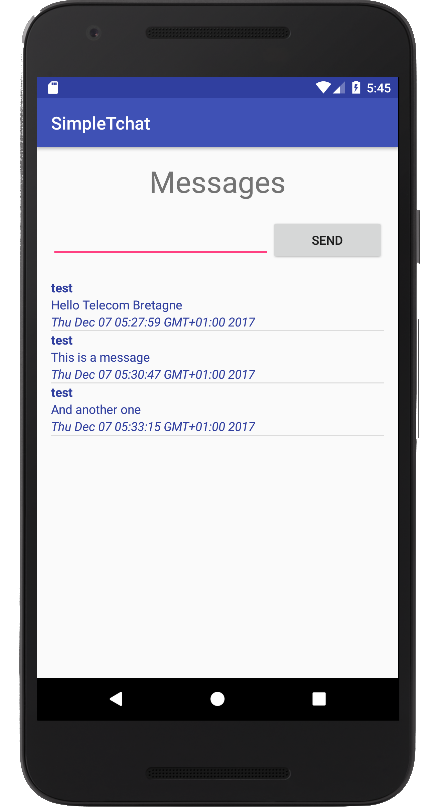 5:45
SimpleTchat
Messages
SEND
test
Hello Telecom Bretagne
Thu Dec 07 05:27:59 GMT+01:00 2017
test
This is a message
Thu Dec 07 05:30:47 GMT+01:00 2017
test
And another one
Thu Dec 07 05:33:15 GMT+01:00 2017